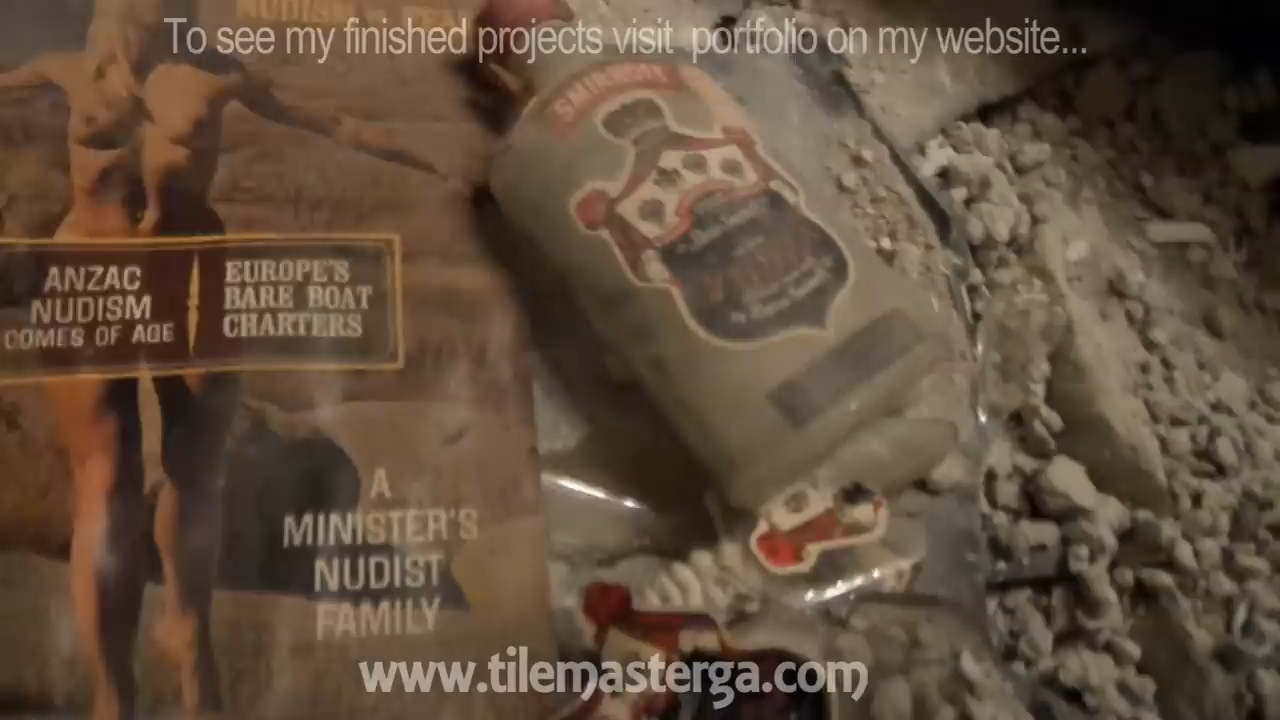 To see my finished projects visit portfolio on my website...
SMIRNOFF
ANZAC
NUDISM
COMES OF AGE
EUROPE'S
BARE BOAT
CHARTERS
A
MINISTER'S
NUDIST
FAMILY
www.tilemasterga.com